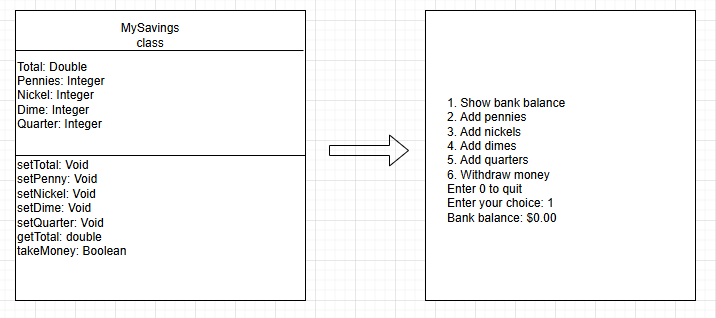 MySavings
class
Total: Double
Pennies: Integer
Nickel: Integer
Dime: Integer
Quarter: Integer
setTotal: Void
setPenny: Void
setNickel: Void
setDime: Void
setQuarter: Void
getTotal: double
takeMoney: Boolean
1. Show bank balance
2. Add pennies
3. Add nickels
4. Add dimes
5. Add quarters
6. Withdraw money
Enter 0 to quit
Enter your choice: 1
Bank balance: $0.00